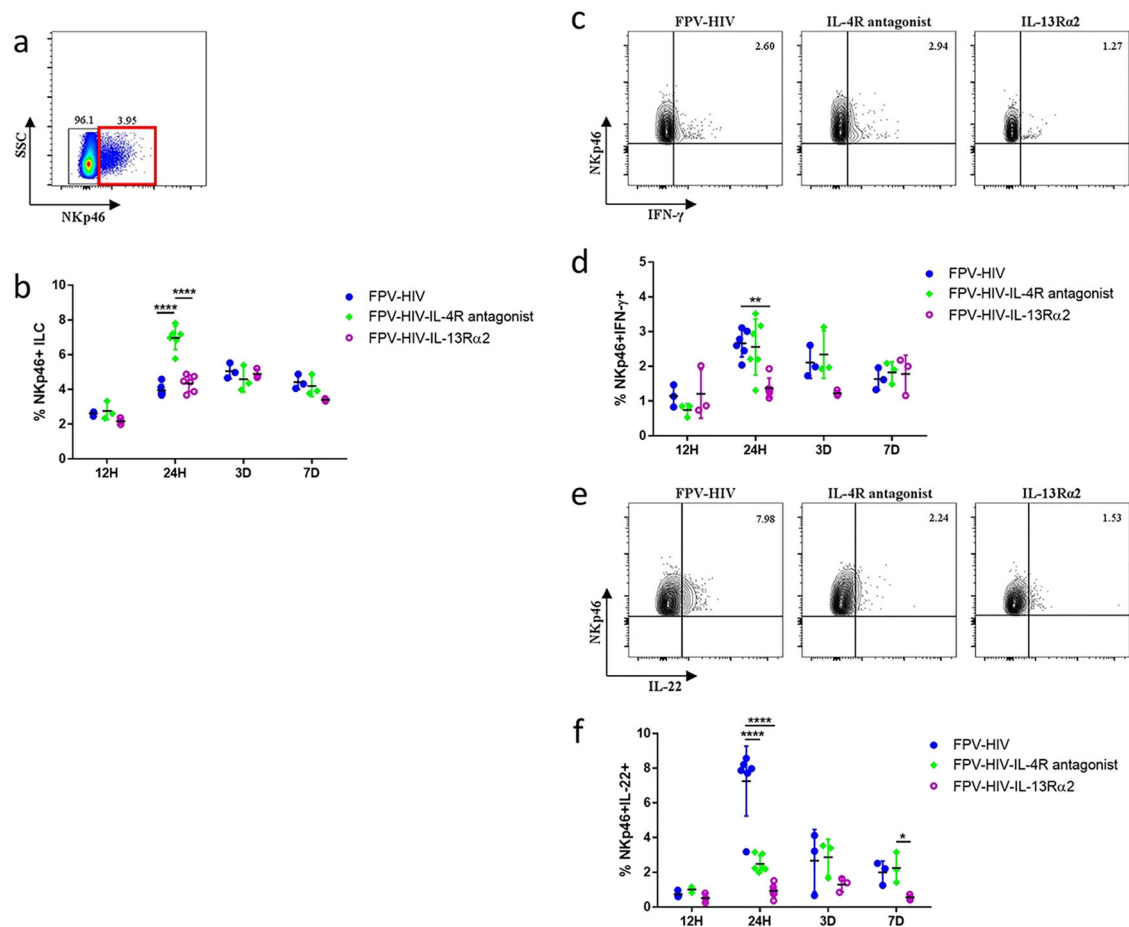 a
96.1 3.95
SSC
NKp46
b
10
8
6
4
2
0
% NKp46+ ILC
**** ****
12H 24H 3D 7D
FPV-HIV
FPV-HIV-IL-4R antagonist
FPV-HIV-IL-13Rα2
c
FPV-HIV IL-4R antagonist IL-13Rα2
2.60 2.94 1.27
NKp46
IFN-γ
d
5
4
3
2
1
0
% NKp46+IFN-γ+
**
12H 24H 3D 7D
FPV-HIV
FPV-HIV-IL-4R antagonist
FPV-HIV-IL-13Rα2
e
FPV-HIV IL-4R antagonist IL-13Rα2
7.98 2.24 1.53
NKp46
IL-22
f
10
8
6
4
2
0
% NKp46+IL-22+
****
****
*
12H 24H 3D 7D
FPV-HIV
FPV-HIV-IL-4R antagonist
FPV-HIV-IL-13Rα2